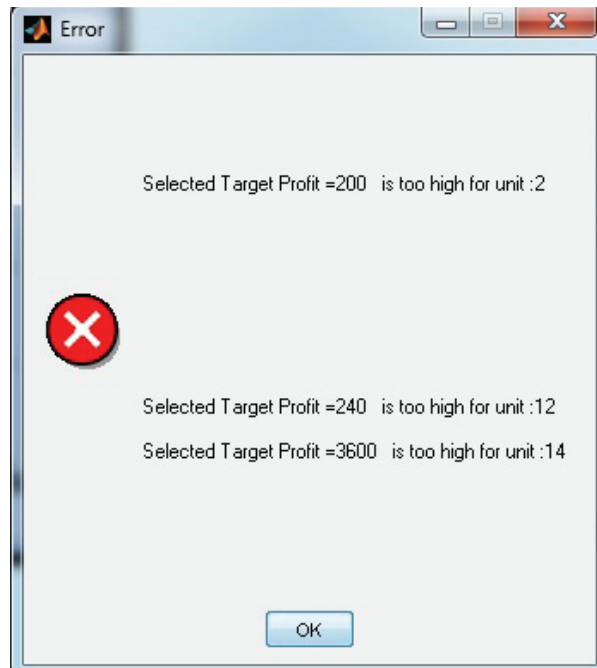 Error
Selected Target Profit =200 is too high for unit :2
Selected Target Profit =240 is too high for unit :12
Selected Target Profit =3600 is too high for unit :14
OK